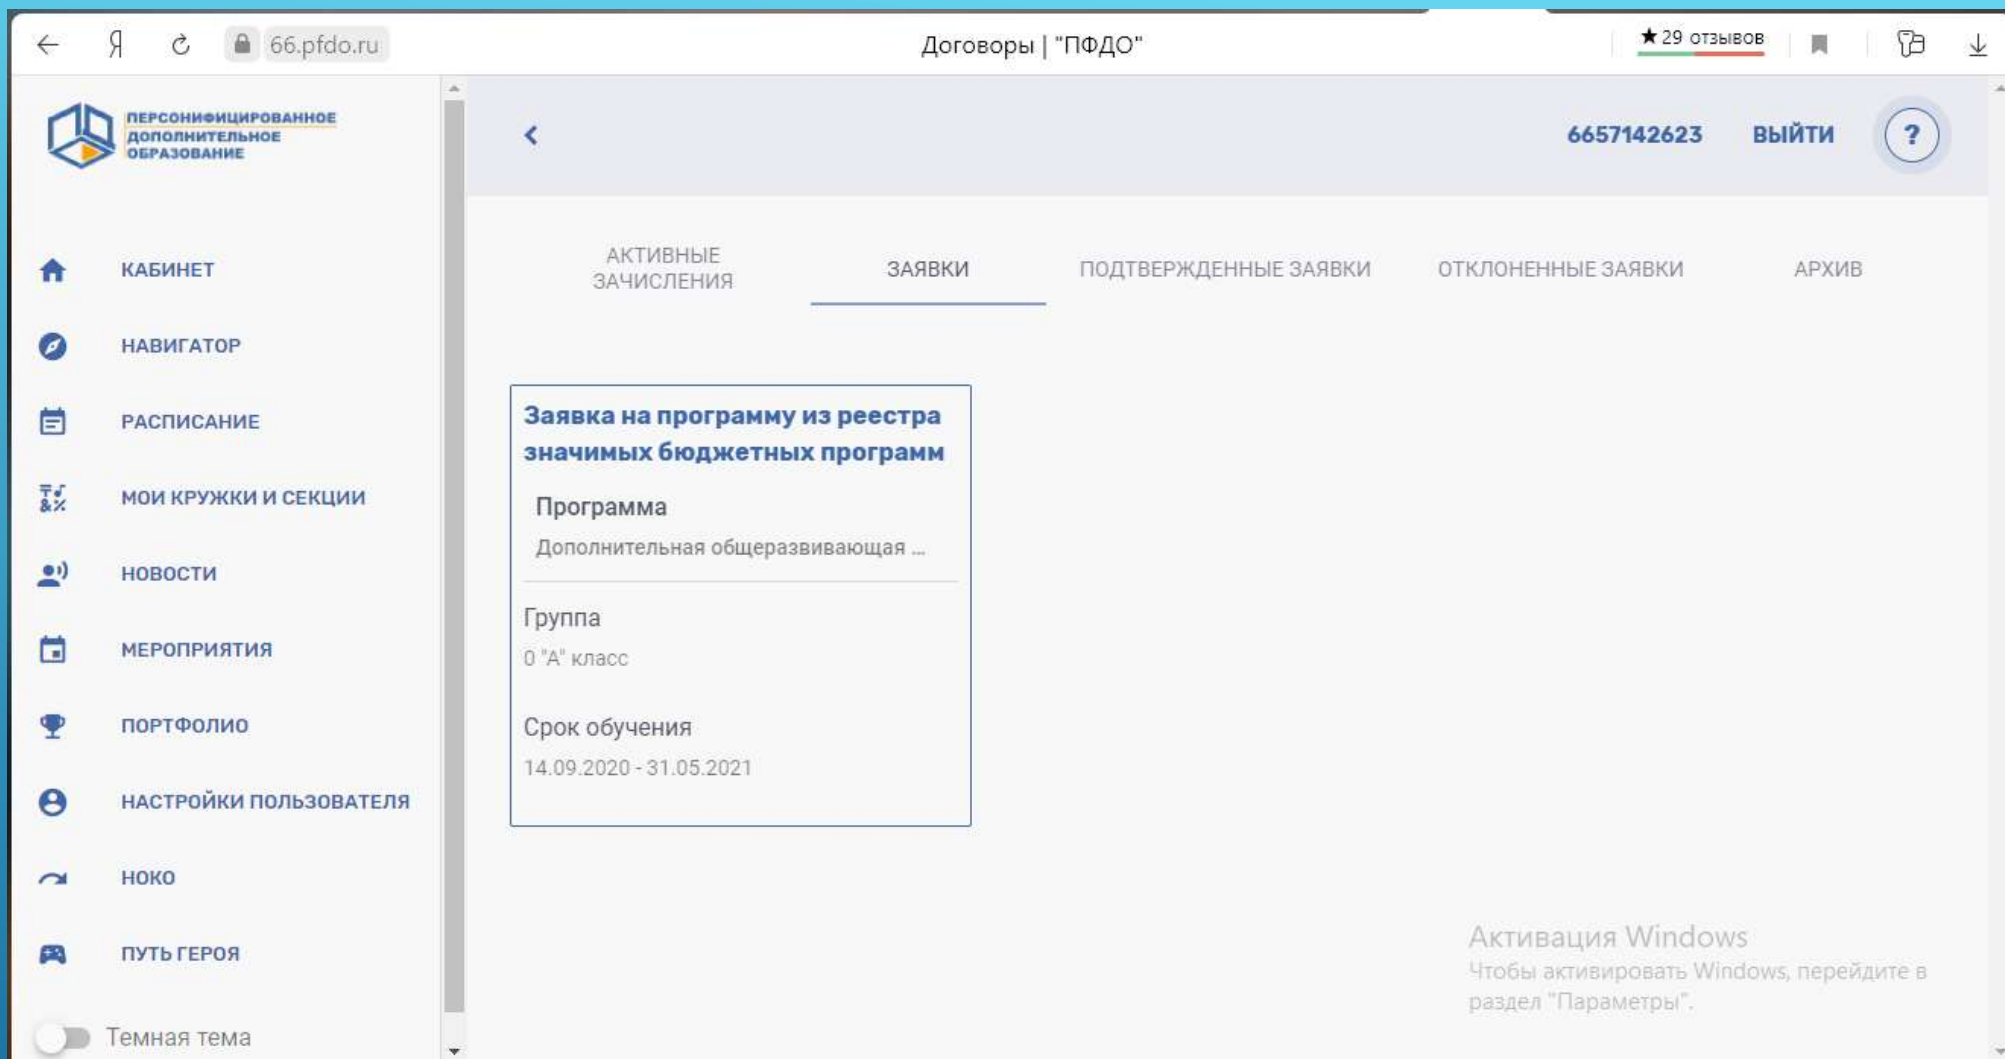 Я
66.pfdo.ru
Договоры | "ПФДО"
★29 отзывов
ПЕРСОНИФИЦИРОВАННОЕ
ДОПОЛНИТЕЛЬНОЕ
ОБРАЗОВАНИЕ
6657142623
ВЫЙТИ
?
КАБИНЕТ
НАВИГАТОР
РАСПИСАНИЕ
МОИ КРУЖКИ И СЕКЦИИ
НОВОСТИ
МЕРОПРИЯТИЯ
ПОРТФОЛИО
НАСТРОЙКИ ПОЛЬЗОВАТЕЛЯ
НОКО
ПУТЬ ГЕРОЯ
Темная тема
АКТИВНЫЕ
ЗАЧИСЛЕНИЯ
ЗАЯВКИ
ПОДТВЕРЖДЕННЫЕ ЗАЯВКИ
ОТКЛОНЕННЫЕ ЗАЯВКИ
АРХИВ
Заявка на программу из реестра
значимых бюджетных программ
Программа
Дополнительная общеразвивающая ...
Группа
0 "А" класс
Срок обучения
14.09.2020 - 31.05.2021
Активация Windows
Чтобы активировать Windows, перейдите в
раздел "Параметры".